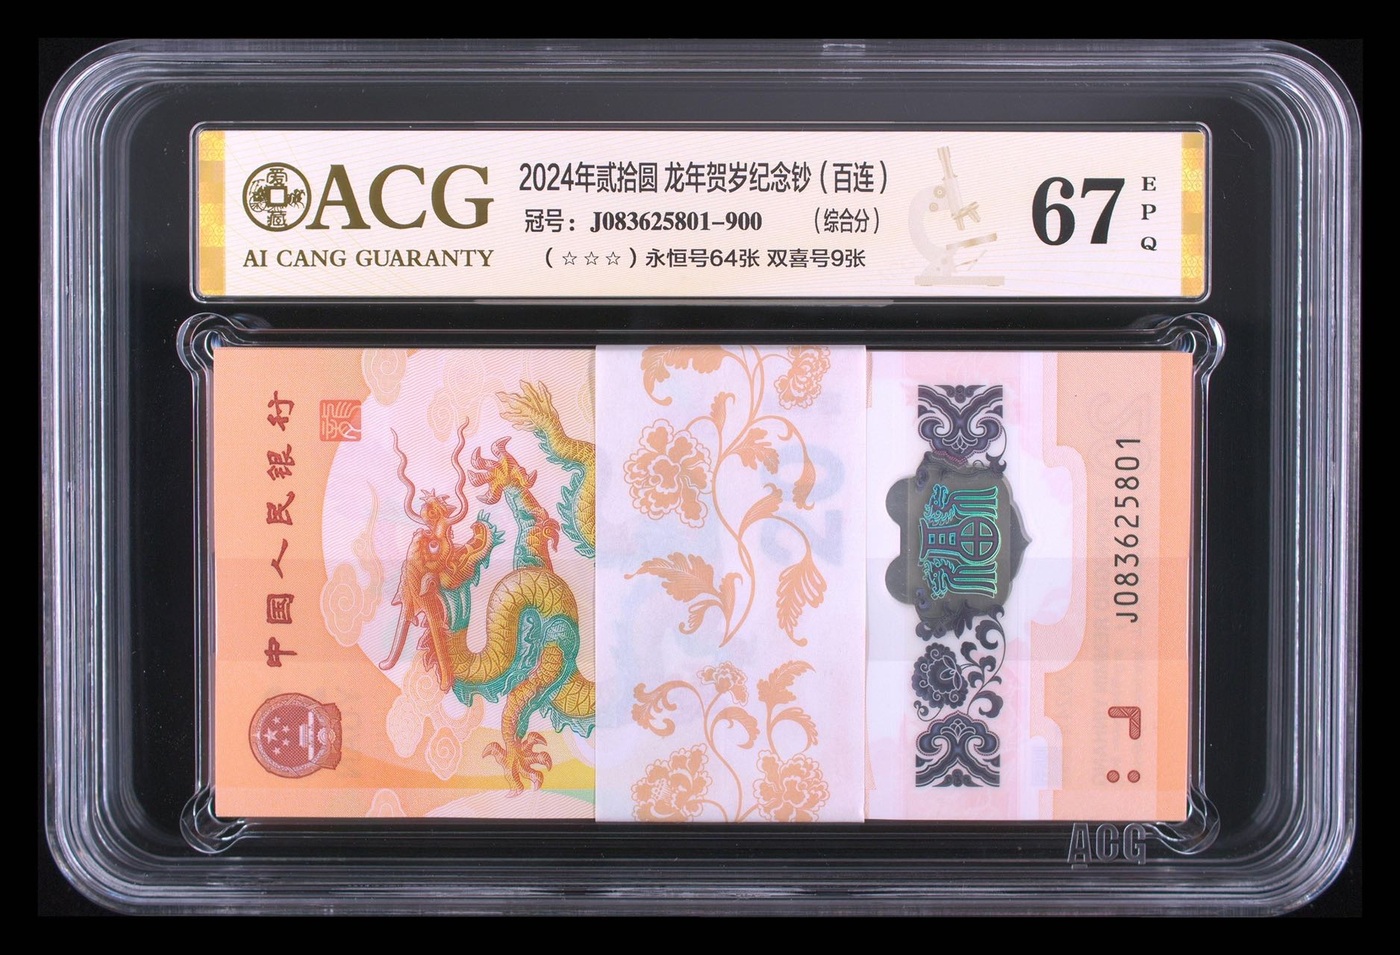 ACG
AI CANG GUARANTY
2024年贰拾圆 龙年贺岁纪念钞（百连）
冠号：J083625801-900 （综合分）
（☆☆☆）永恒号64张 双喜号9张
67
EPQ
中国人民银行
J083625801
ACG